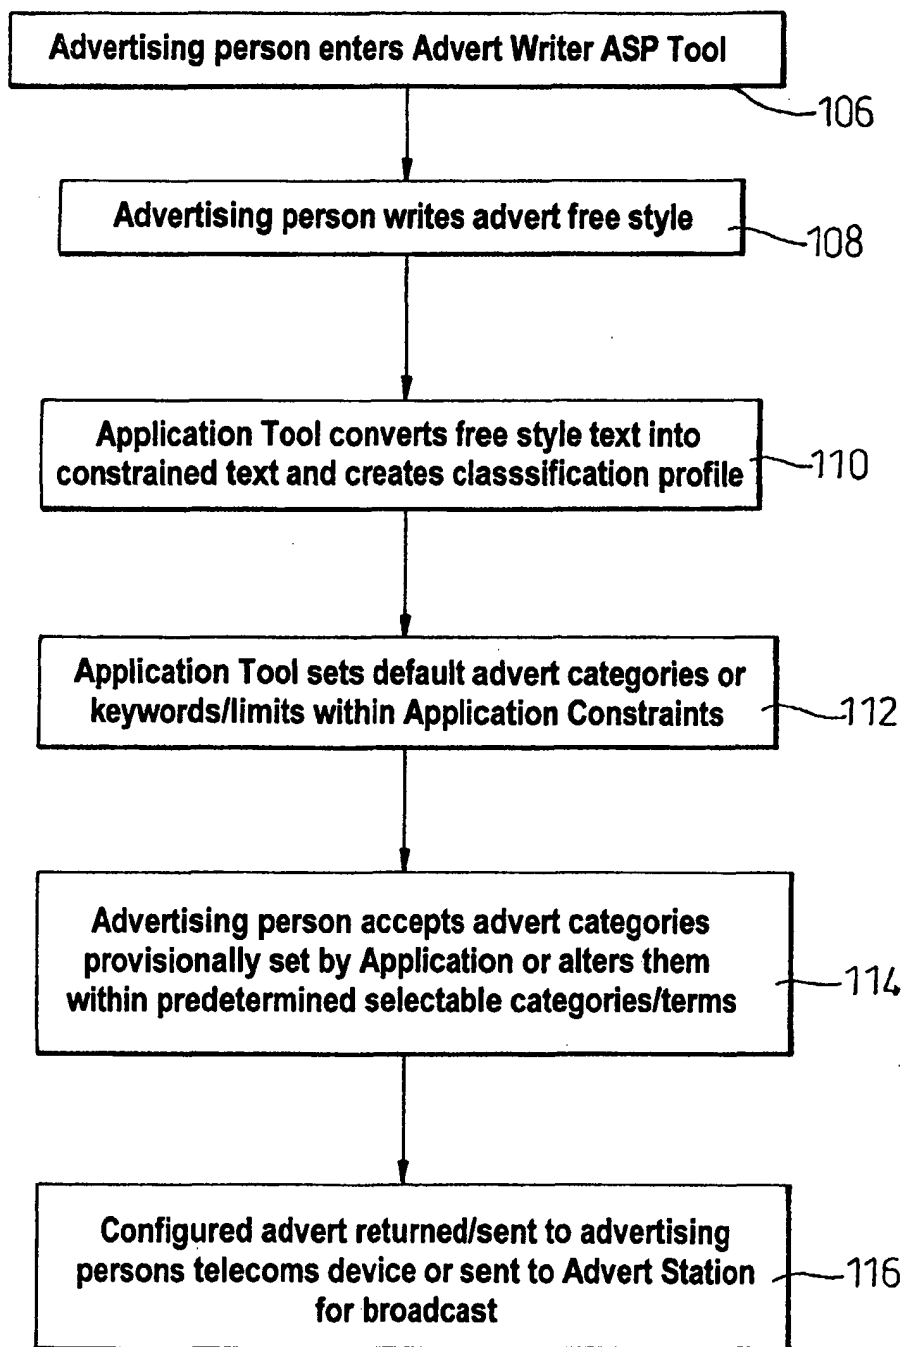 Advertising person enters Advert Writer ASP Tool
106
Advertising person writes advert free style
108
Application Tool converts free style text into
constrained text and creates classsification profile
110
Application Tool sets default advert categories or
keywords/limits within Application Constraints
112
Advertising person accepts advert categories
provisionally set by Application or alters them
within predetermined selectable categories/terms
114
Configured advert returned/sent to advertising
persons telecoms device or sent to Advert Station
for broadcast
116